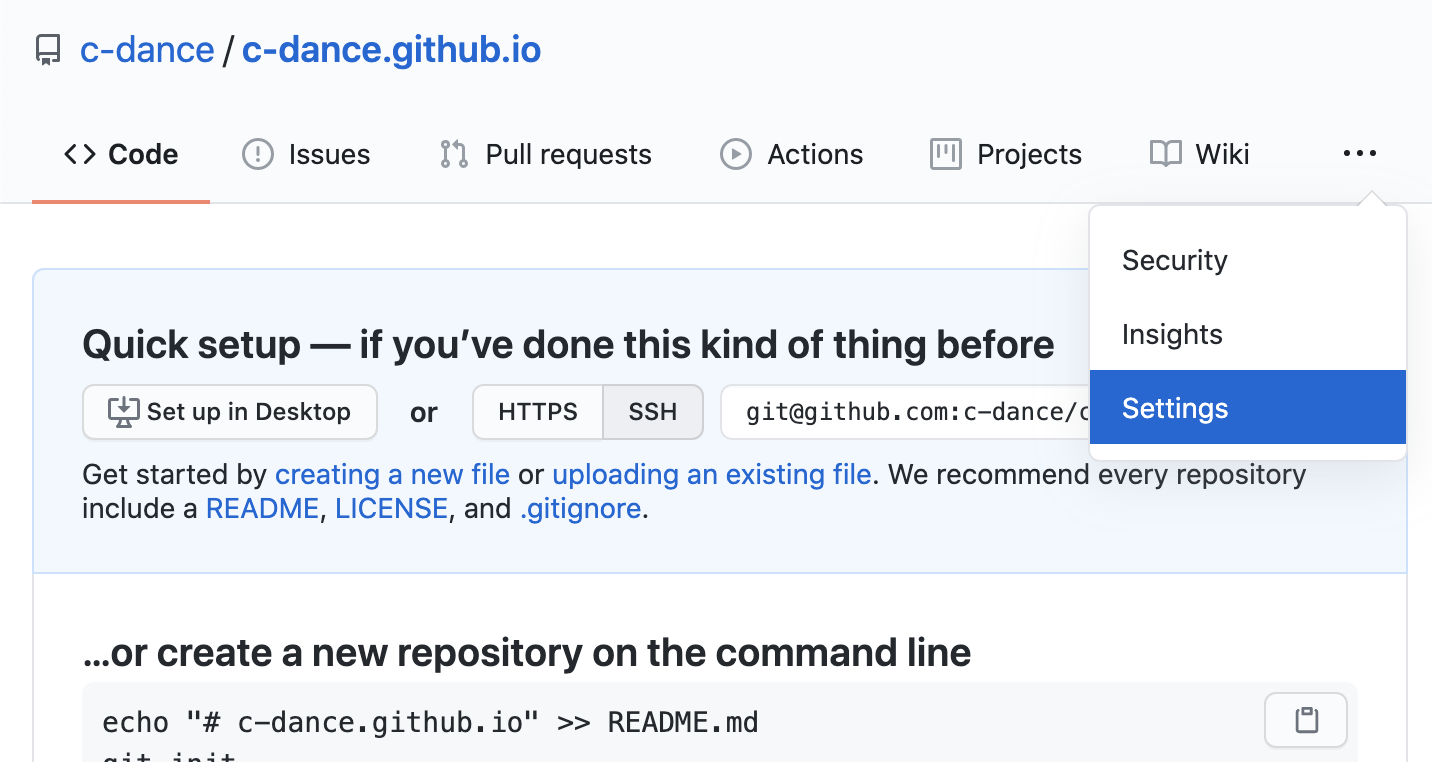 c-dance / c-dance.github.io
Code Issues Pull requests Actions Projects Wiki ...
Security
Insights
Settings
Quick setup — if you’ve done this kind of thing before
Set up in Desktop or HTTPS SSH git@github.com:c-dance/c
Get started by creating a new file or uploading an existing file. We recommend every repository
include a README, LICENSE, and .gitignore.
…or create a new repository on the command line
echo "# c-dance.github.io" >> README.md
git init